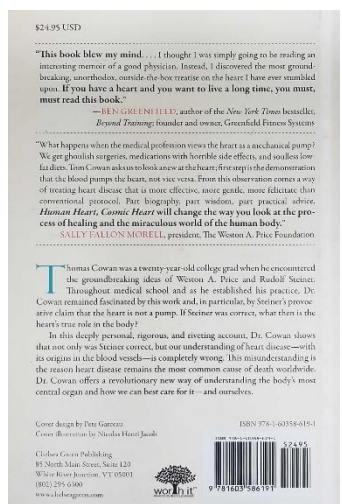 $24.95 USD
"This book blew my mind. . . . I thought I was simply going to be reading an
interesting memoir of a good physician. Instead, I discovered the most ground-
breaking, unorthodox, outside-the-box treatise on the heart I have ever stumbled
upon. If you have a heart and you want to live a long time, you must,
must read this book."
—BEN GREENFIELD, author of the New York Times bestseller,
Beyond Training; founder and owner, Greenfield Fitness Systems
"What happens when the medical profession views the heart as a mechanical pump?
We get ghoulish surgeries, medications with horrible side effects, and soulless low-
fat diets. Tom Cowan asks us to look anew at the heart; first step is the demonstration
that the blood pumps the heart, not vice versa. From this observation comes a way
of treating heart disease that is more effective, more gentle, more felicitate than
conventional protocol. Part biography, part wisdom, part practical advice,
Human Heart, Cosmic Heart will change the way you look at the pro-
cess of healing and the miraculous world of the human body."
—SALLY FALLON MORELL, president, The Weston A. Price Foundation
Thomas Cowan was a twenty-year-old college grad when he encountered
the groundbreaking ideas of Weston A. Price and Rudolf Steiner.
Throughout medical school and as he established his practice, Dr.
Cowan remained fascinated by this work and, in particular, by Steiner's provoc-
ative claim that the heart is not a pump. If Steiner was correct, what then is the
heart's true role in the body?
In this deeply personal, rigorous, and riveting account, Dr. Cowan shows
that not only was Steiner correct, but our understanding of heart disease—with
its origins in the blood vessels—is completely wrong. This misunderstanding is
the reason heart disease remains the most common cause of death worldwide.
Dr. Cowan offers a revolutionary new way of understanding the body's most
central organ and how we can best care for it—and ourselves.
Cover design by Pete Garceau
Cover illustration by Nicolas Henri Jacob
Chelsea Green Publishing
85 North Main Street, Suite 120
White River Junction, VT 05001
(802) 295-6300
www.chelseagreen.com
worth it
ISBN 978-1-60358-619-1
52495
9 781603 586191